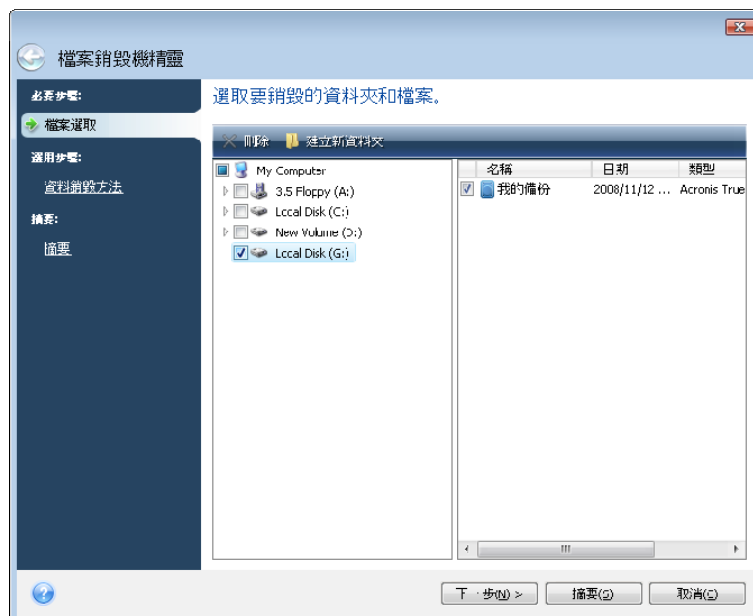 檔案銷毀機精靈
必要步驟:
檔案選取
選用步驟:
資料銷毀方法
摘要:
摘要
選取要銷毀的資料夾和檔案。
刪除 建立新資料夾
My Computer
3.5 Floppy (A:)
Local Disk (C:)
New Volume (D:)
Local Disk (G:)
名稱 日期 類型
我的備份 2008/11/12 ... Acronis True
下一步(N) > 摘要(S) 取消(C)